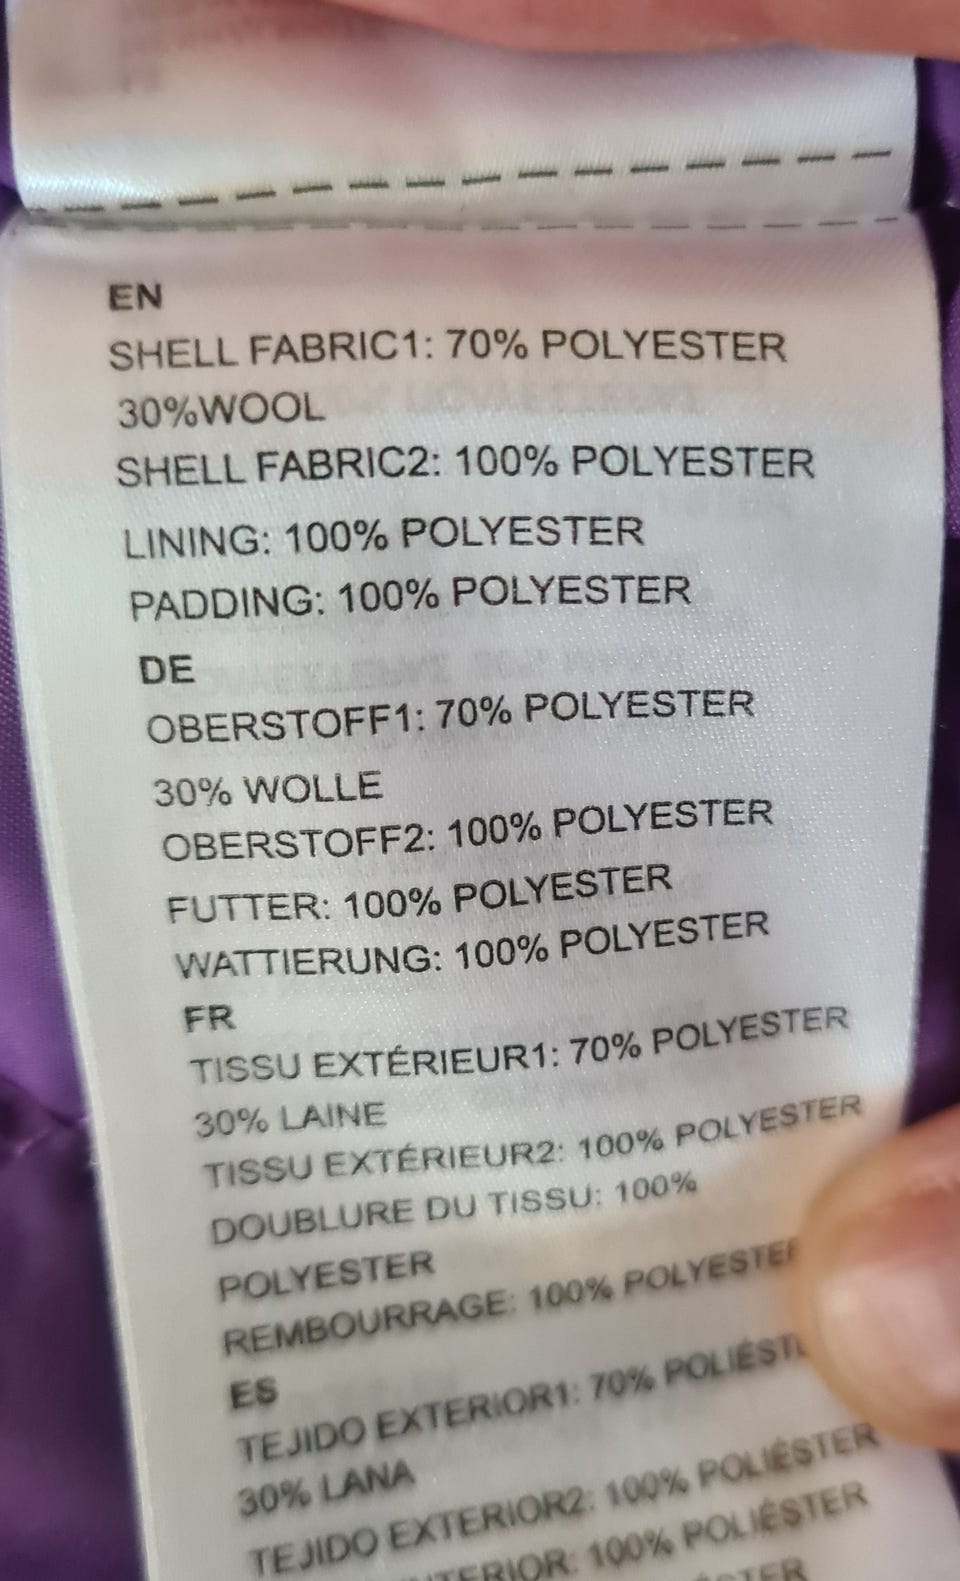 EN
SHELL FABRIC1: 70% POLYESTER
30%WOOL
SHELL FABRIC2: 100% POLYESTER
LINING: 100% POLYESTER
PADDING: 100% POLYESTER
DE
OBERSTOFF1: 70% POLYESTER
30% WOLLE
OBERSTOFF2: 100% POLYESTER
FUTTER: 100% POLYESTER
WATTIERUNG: 100% POLYESTER
FR
TISSU EXTÉRIEUR1: 70% POLYESTER
30% LAINE
TISSU EXTÉRIEUR2: 100% POLYESTER
DOUBLURE DU TISSU: 100%
POLYESTER
REMBOURRAGE: 100% POLYESTER
ES
TEJIDO EXTERIOR1: 70%
30% LANA
TEJIDO EXTERIOR2: 100% POLIÉSTER
100% POLIÉSTER